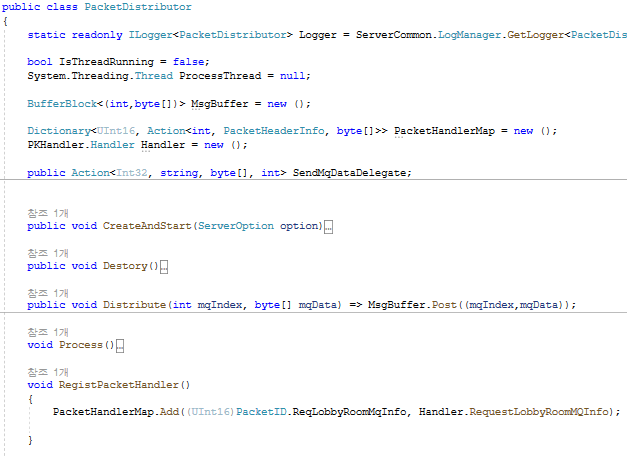 public class PacketDistributor
{
static readonly ILogger<PacketDistributor> Logger = ServerCommon.LogManager.GetLogger<PacketDis
bool IsThreadRunning = false;
System.Threading.Thread ProcessThread = null;
BufferBlock<(int,byte[])> MsgBuffer = new ();
Dictionary<UInt16, Action<int, PacketHeaderInfo, byte[]>> PacketHandlerMap = new ();
PKHandler.Handler Handler = new ();
public Action<Int32, string, byte[], int> SendMqDataDelegate;
참조 1개
public void CreateAndStart(ServerOption option)...
참조 1개
public void Destory()...
참조 1개
public void Distribute(int mqIndex, byte[] mqData) => MsgBuffer.Post((mqIndex,mqData));
참조 1개
void Process()...
참조 1개
void RegistPacketHandler()
{
PacketHandlerMap.Add((UInt16)PacketID.ReqLobbyRoomMqInfo, Handler.RequestLobbyRoomMQInfo);
}